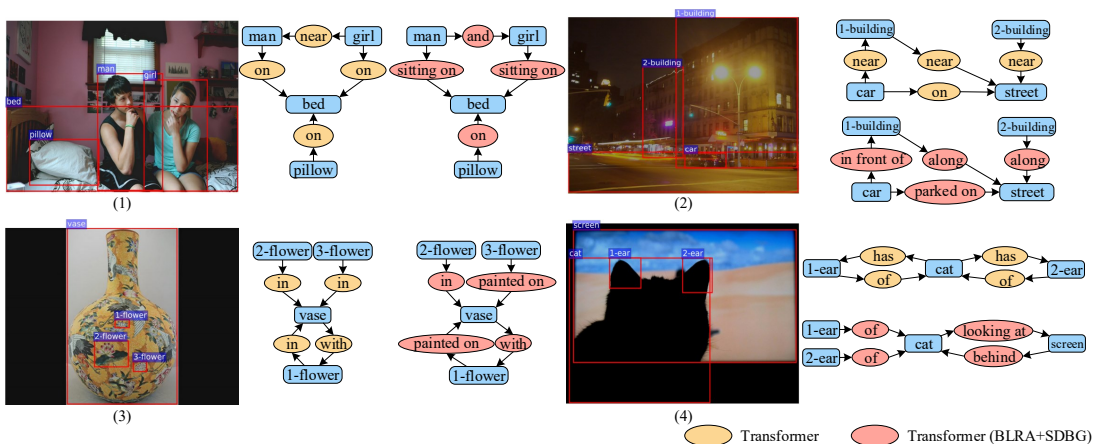 man
girl
bed
pillow
man
near
girl
on
on
bed
on
pillow
man
and
girl
sitting on
sitting on
bed
on
pillow
(1)
1-building
2-building
street
car
1-building
2-building
near
near
near
car
on
street
1-building
2-building
in front of
along
along
car
parked on
street
(2)
vase
1-flower
2-flower
3-flower
2-flower
3-flower
in
in
vase
in
with
1-flower
2-flower
3-flower
in
painted on
vase
painted on
with
1-flower
(3)
screen
cat
1-ear
2-ear
has
has
1-ear
cat
2-ear
of
of
1-ear
of
looking at
cat
screen
2-ear
of
behind
(4)
Transformer
Transformer (BLRA+SDBG)